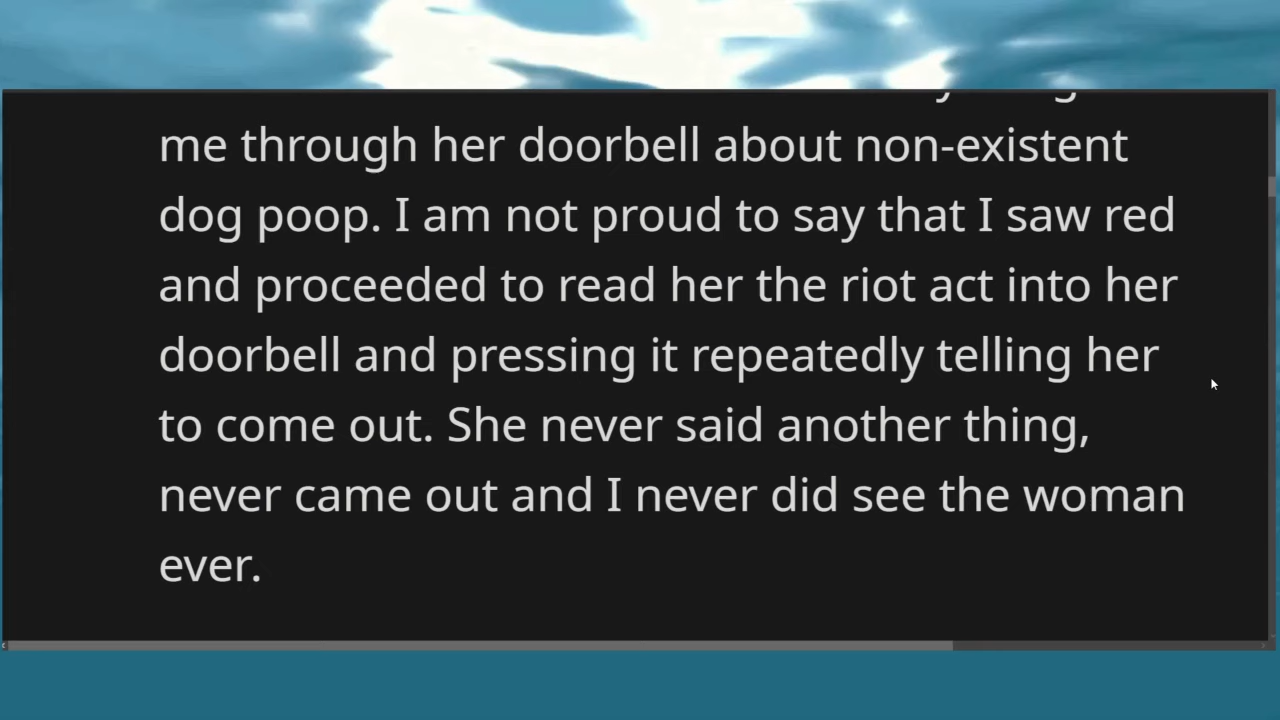 me through her doorbell about non-existent
dog poop. I am not proud to say that I saw red
and proceeded to read her the riot act into her
doorbell and pressing it repeatedly telling her
to come out. She never said another thing,
never came out and I never did see the woman
ever.